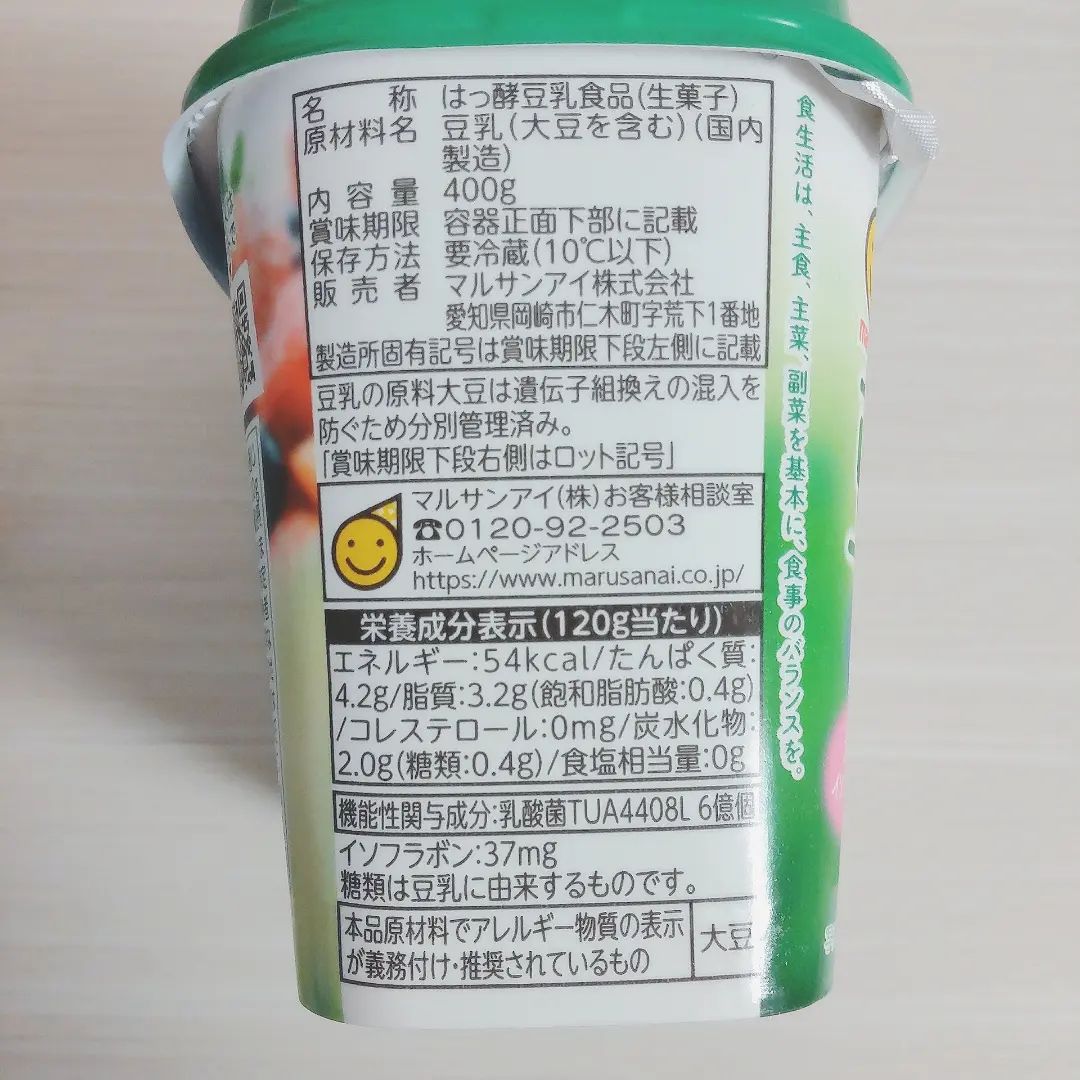 名称 はっ酵豆乳食品(生菓子)
原材料名 豆乳(大豆を含む)(国内
製造)
内容量 400g
賞味期限 容器正面下部に記載
保存方法 要冷蔵(10℃以下)
販売者 マルサンアイ株式会社
愛知県岡崎市仁木町字荒下1番地
製造所固有記号は賞味期限下段左側に記載
豆乳の原料大豆は遺伝子組換えの混入を
防ぐため分別管理済み。
「賞味期限下段右側はロット記号」
マルサンアイ(株)お客様相談室
☎0120-92-2503
ホームページアドレス
https://www.marusanai.co.jp/
栄養成分表示(120g当たり)
エネルギー:54kcal/たんぱく質:
4.2g/脂質:3.2g(飽和脂肪酸:0.4g)
/コレステロール:0mg/炭水化物:
2.0g(糖類:0.4g)/食塩相当量:0g
機能性関与成分:乳酸菌TUA4408L 6億個
イソフラボン:37mg
糖類は豆乳に由来するものです。
本品原材料でアレルギー物質の表示
が義務付け・推奨されているもの
大豆
食生活は、主食、主菜、副菜を基本に、食事のバランスを。